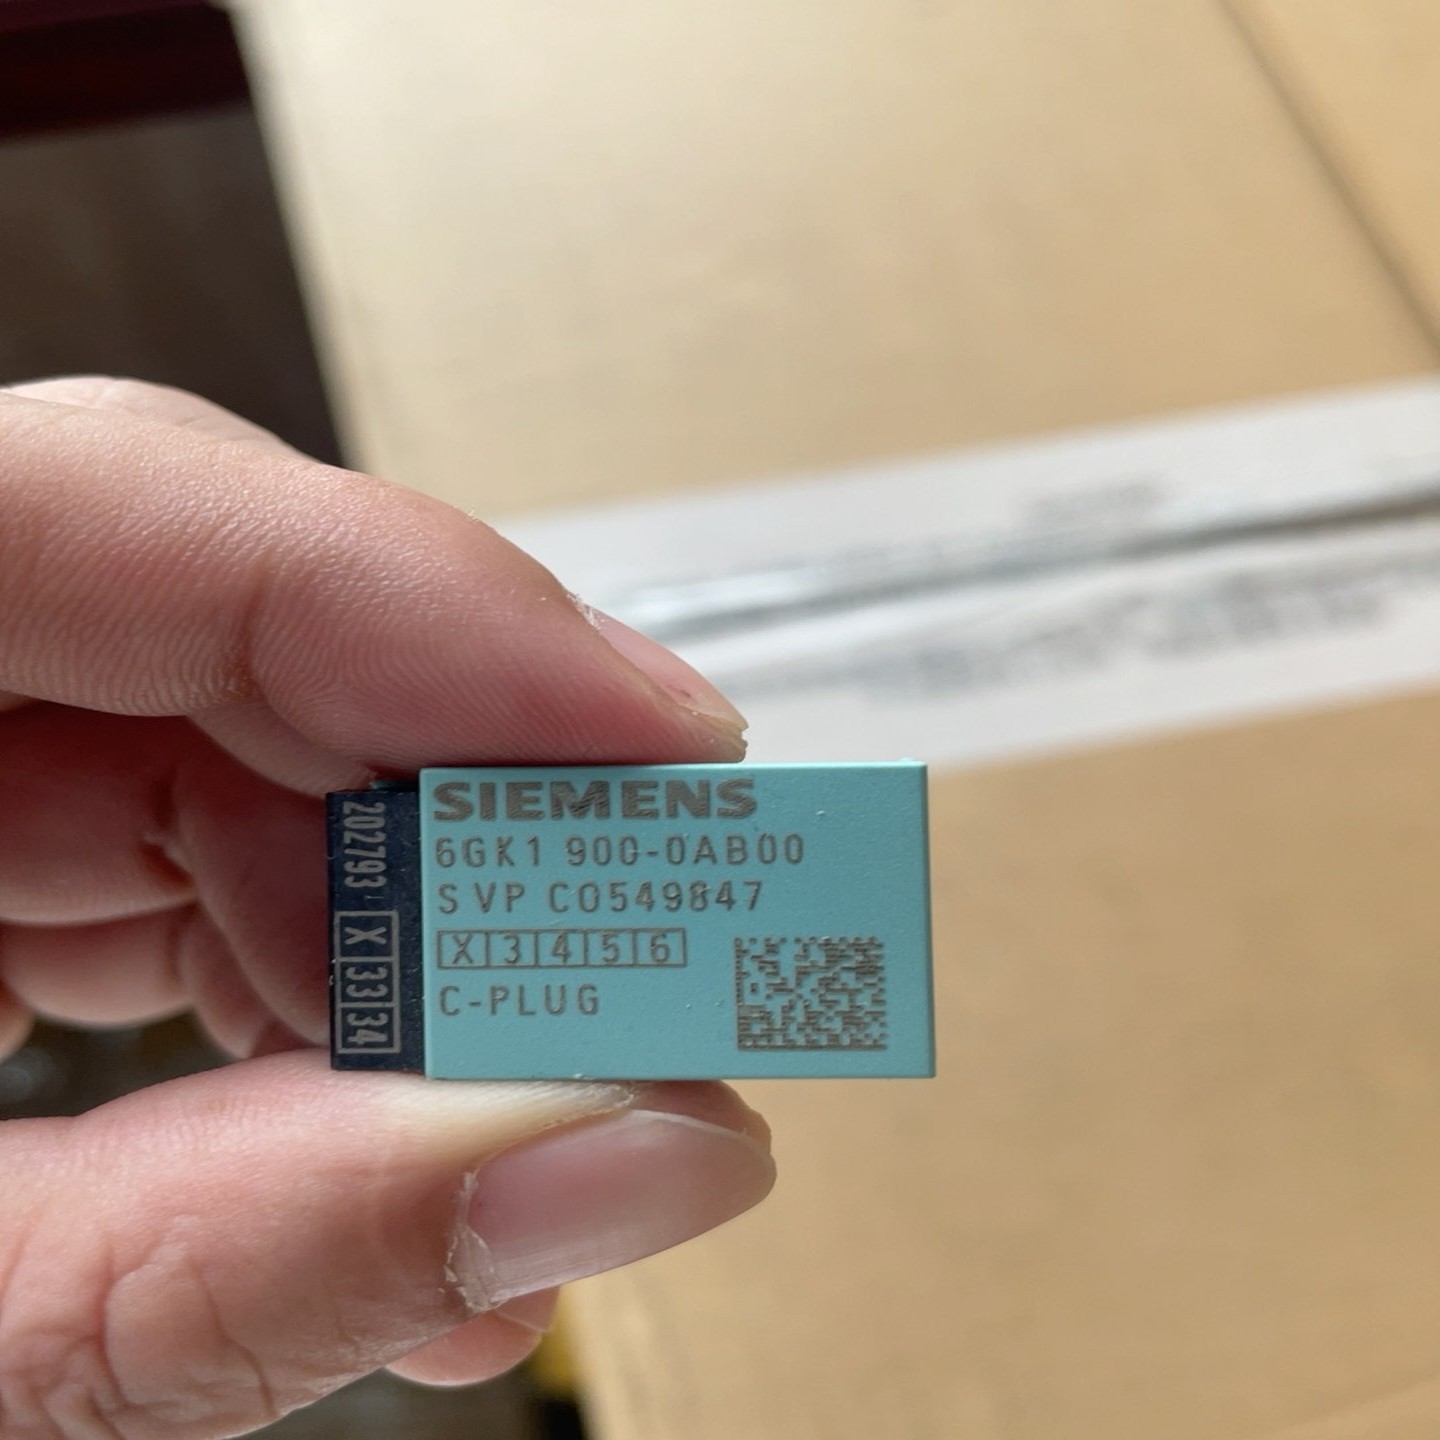 SIEMENS
6GK1 900-0AB00
S VP C0549847
X 3 4 5 6
C-PLUG
202793
X 33 34